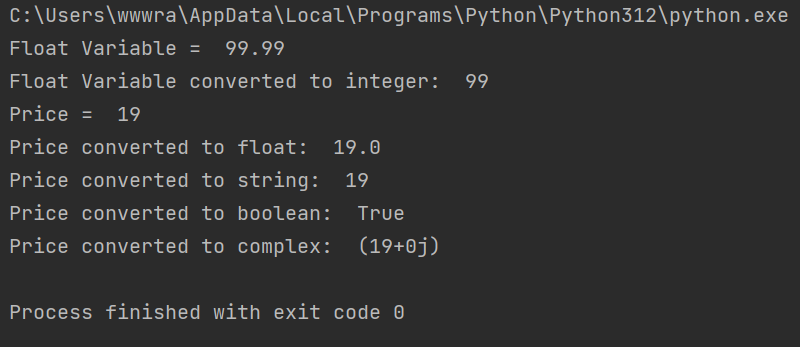 C:\Users\wwwra\AppData\Local\Programs\Python\Python312\python.exe
Float Variable =  99.99
Float Variable converted to integer:  99
Price =  19
Price converted to float:  19.0
Price converted to string:  19
Price converted to boolean:  True
Price converted to complex:  (19+0j)
Process finished with exit code 0